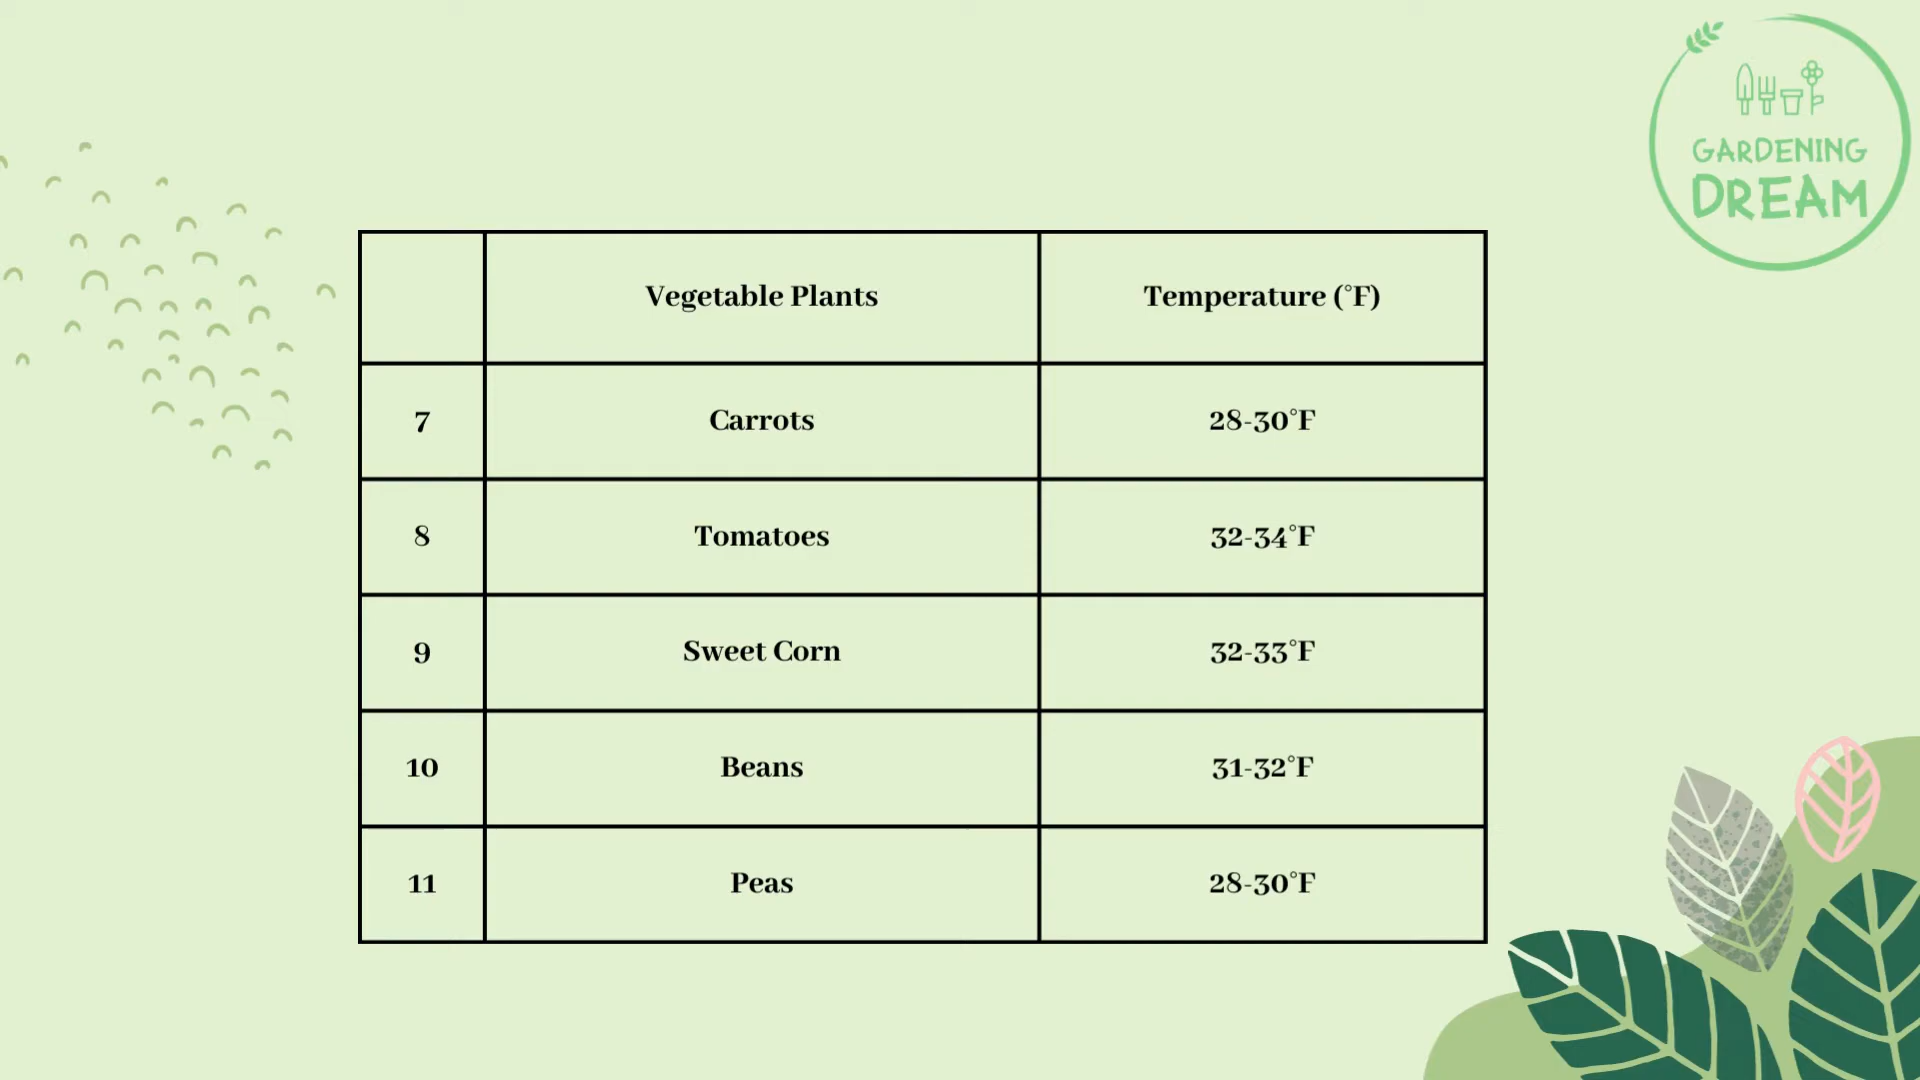 GARDENING
DREAM
Vegetable Plants Temperature (°F)
7 Carrots 28-30°F
8 Tomatoes 32-34°F
9 Sweet Corn 32-33°F
10 Beans 31-32°F
11 Peas 28-30°F